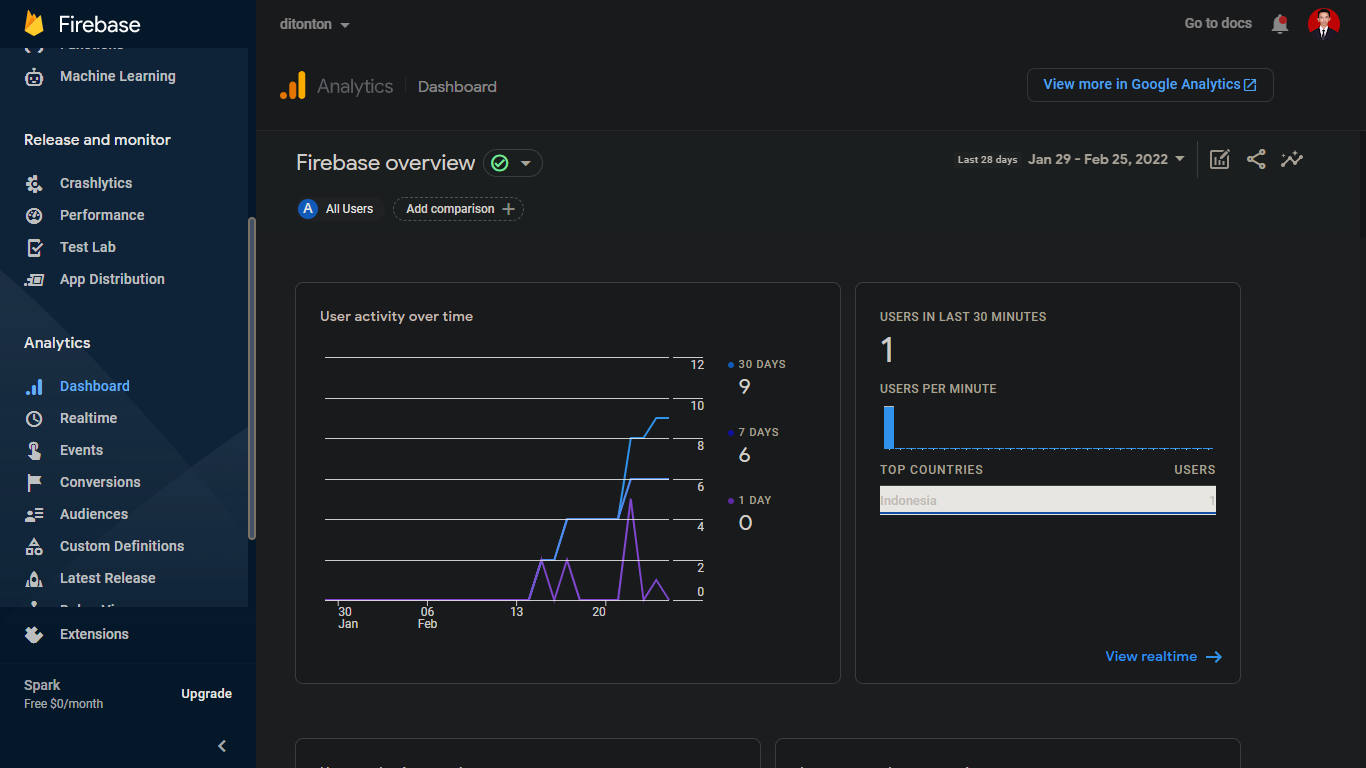 Firebase
Machine Learning
Release and monitor
Crashlytics
Performance
Test Lab
App Distribution
Analytics
Dashboard
Realtime
Events
Conversions
Audiences
Custom Definitions
Latest Release
Extensions
Spark
Free $0/month
Upgrade
ditonton
Go to docs
Analytics
Dashboard
View more in Google Analytics
Firebase overview
Last 28 days Jan 29 - Feb 25, 2022
A All Users
Add comparison
User activity over time
12
10
8
6
4
2
0
30 Jan
06 Feb
13
20
30 DAYS
9
7 DAYS
6
1 DAY
0
USERS IN LAST 30 MINUTES
1
USERS PER MINUTE
TOP COUNTRIES USERS
Indonesia 1
View realtime